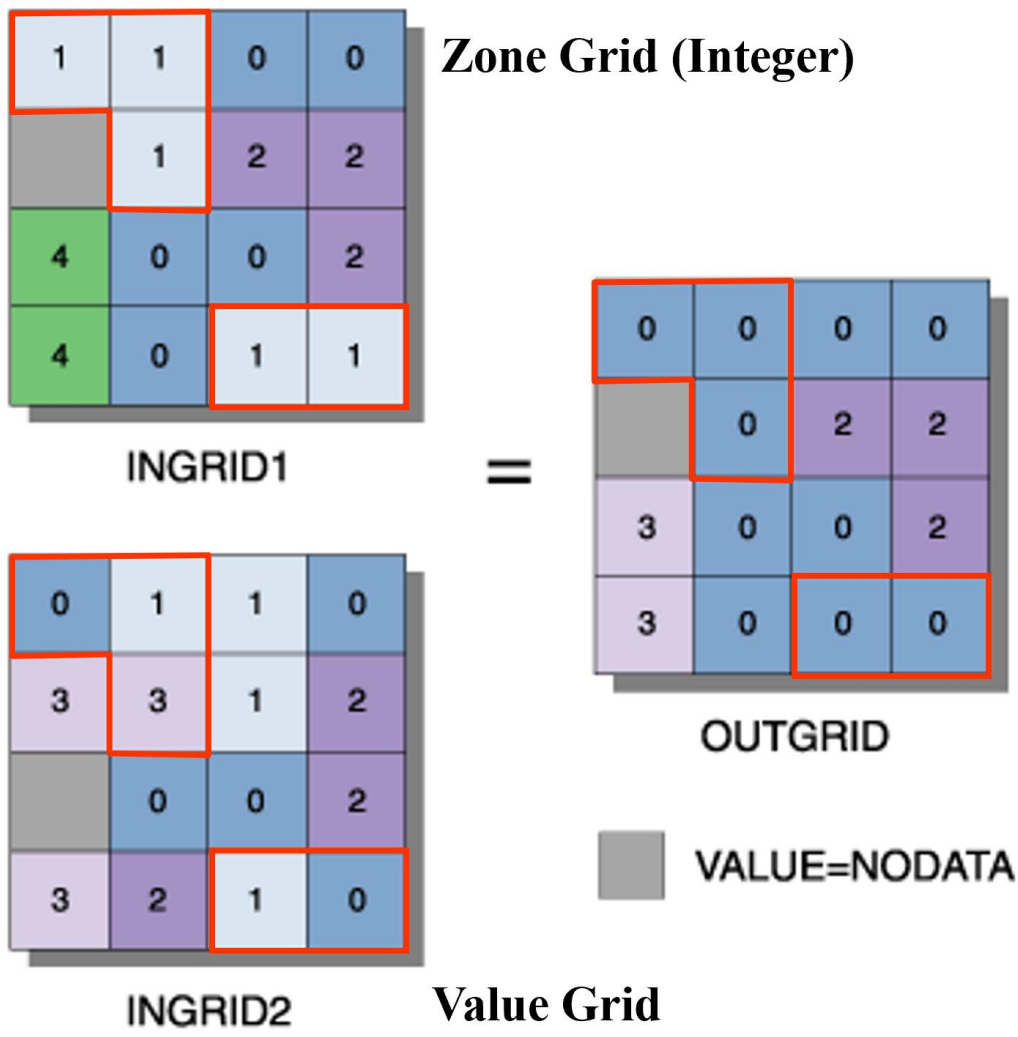 1 1 0 0
Zone Grid (Integer)
1 2 2
4 0 0 2
4 0 1 1
INGRID1
=
0 0 0 0
0 2 2
3 0 0 2
3 0 0 0
OUTGRID
VALUE=NODATA
0 1 1 0
3 3 1 2
0 0 2
3 2 1 0
INGRID2
Value Grid